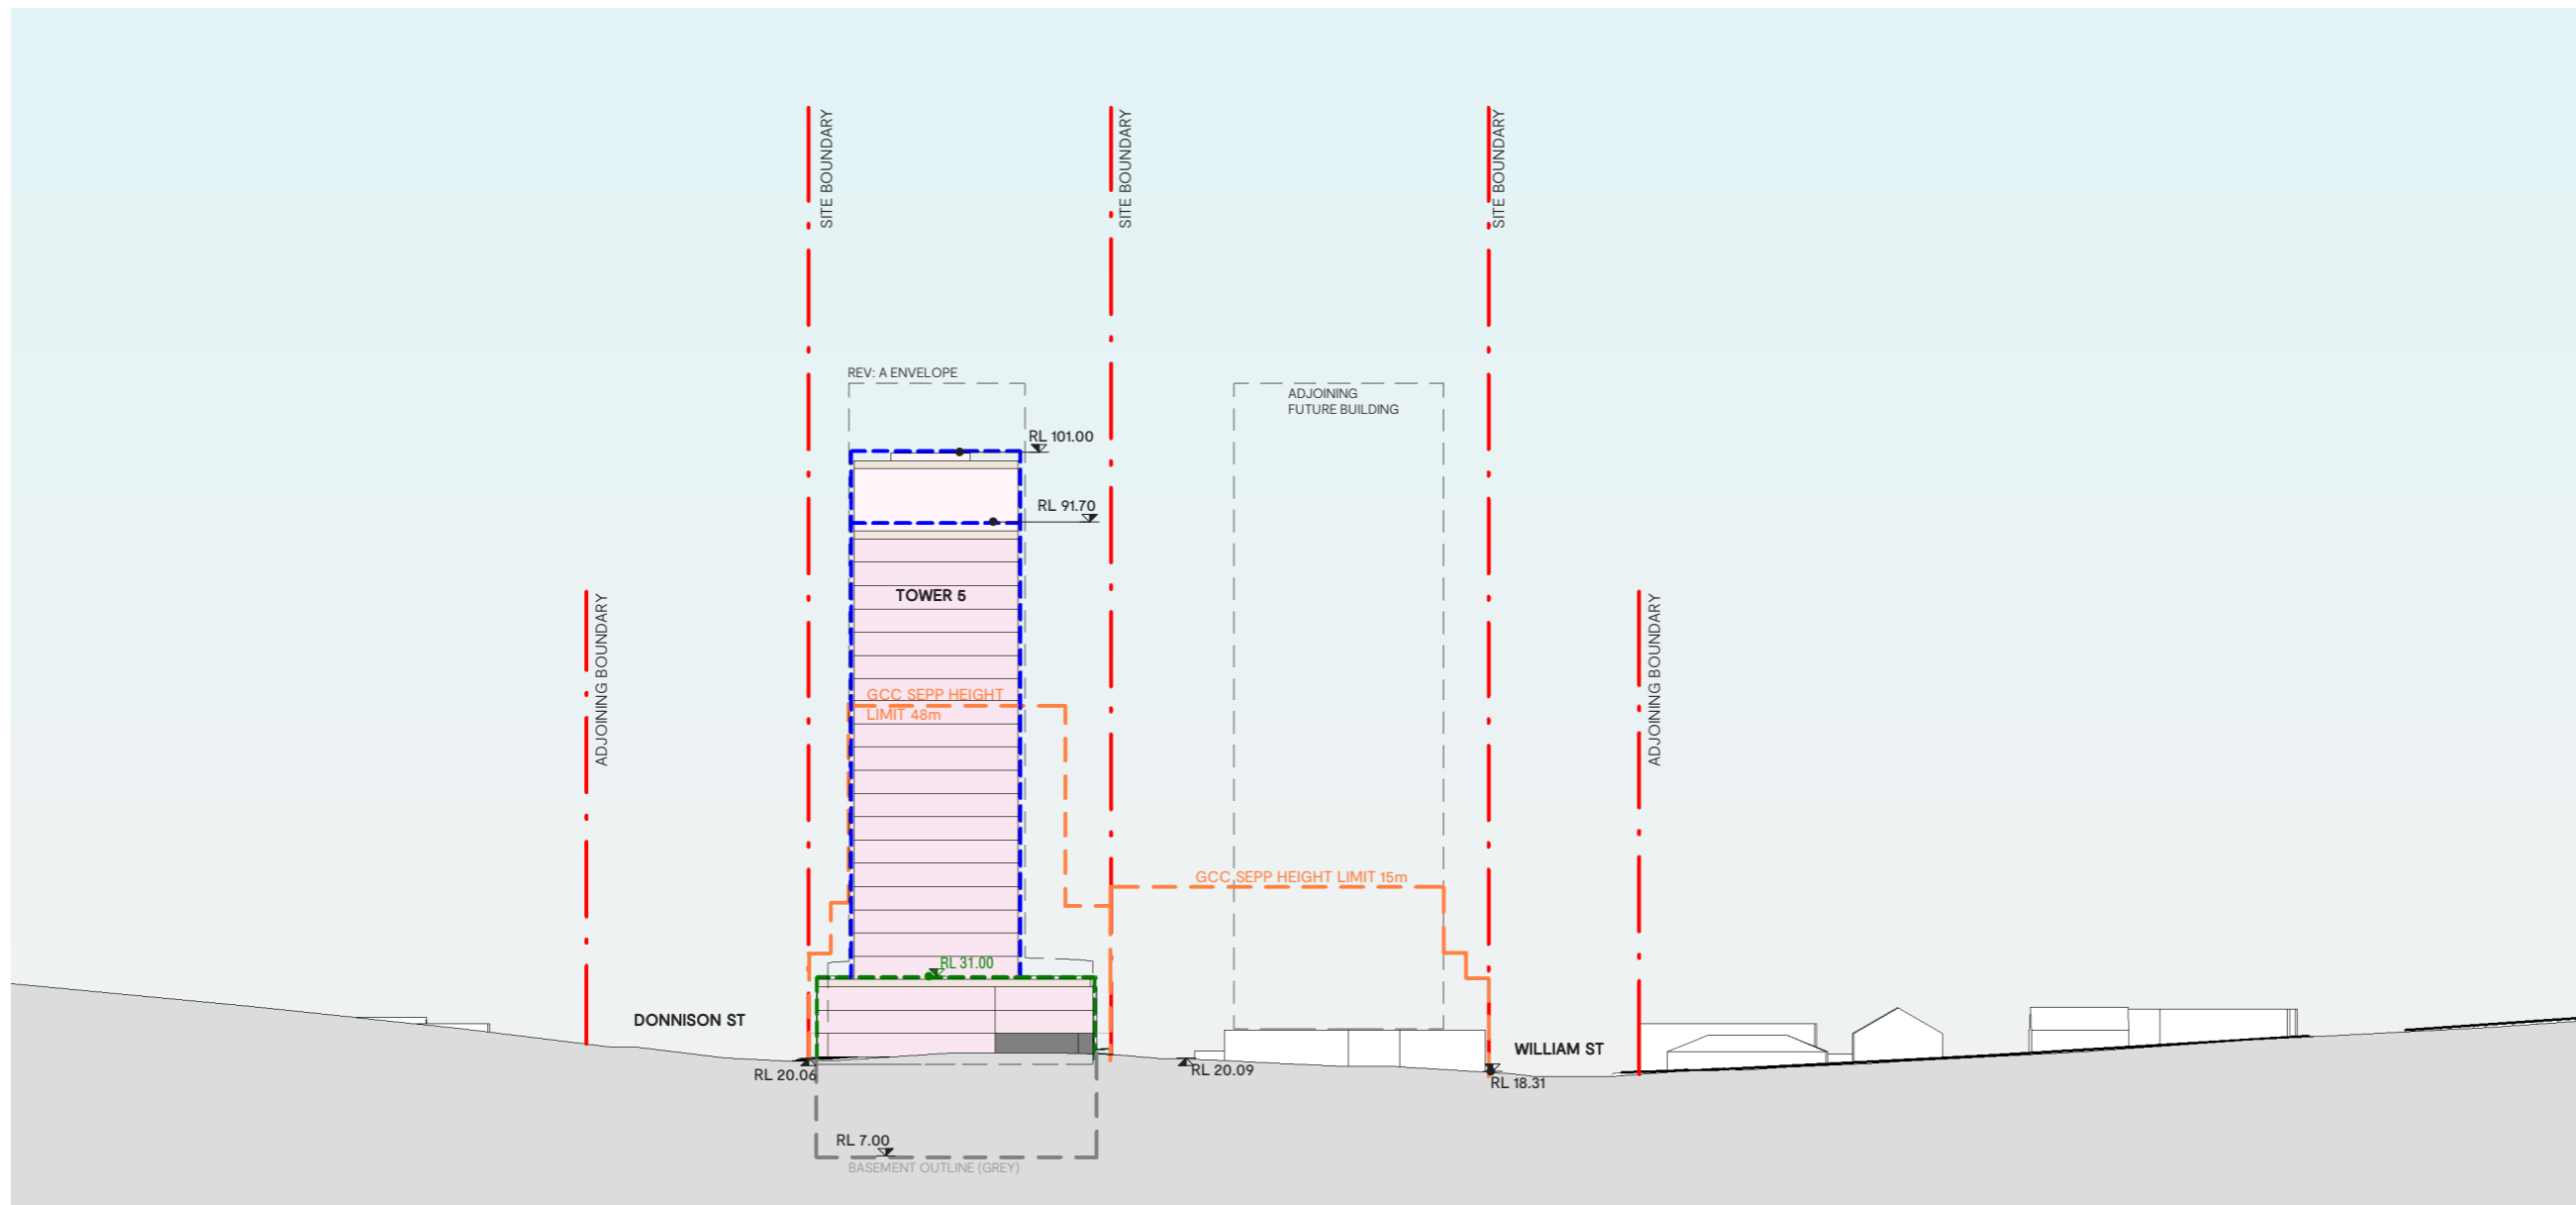 SITE BOUNDARY
SITE BOUNDARY
SITE BOUNDARY
REV: A ENVELOPE
ADJOINING
FUTURE BUILDING
RL 101.00
RL 91.70
TOWER 5
ADJOINING BOUNDARY
ADJOINING BOUNDARY
GCC SEPP HEIGHT
LIMIT 48m
GCC SEPP HEIGHT LIMIT 15m
RL 31.00
DONNISON ST
WILLIAM ST
RL 20.06
RL 20.09
RL 18.31
RL 7.00
BASEMENT OUTLINE (GREY)